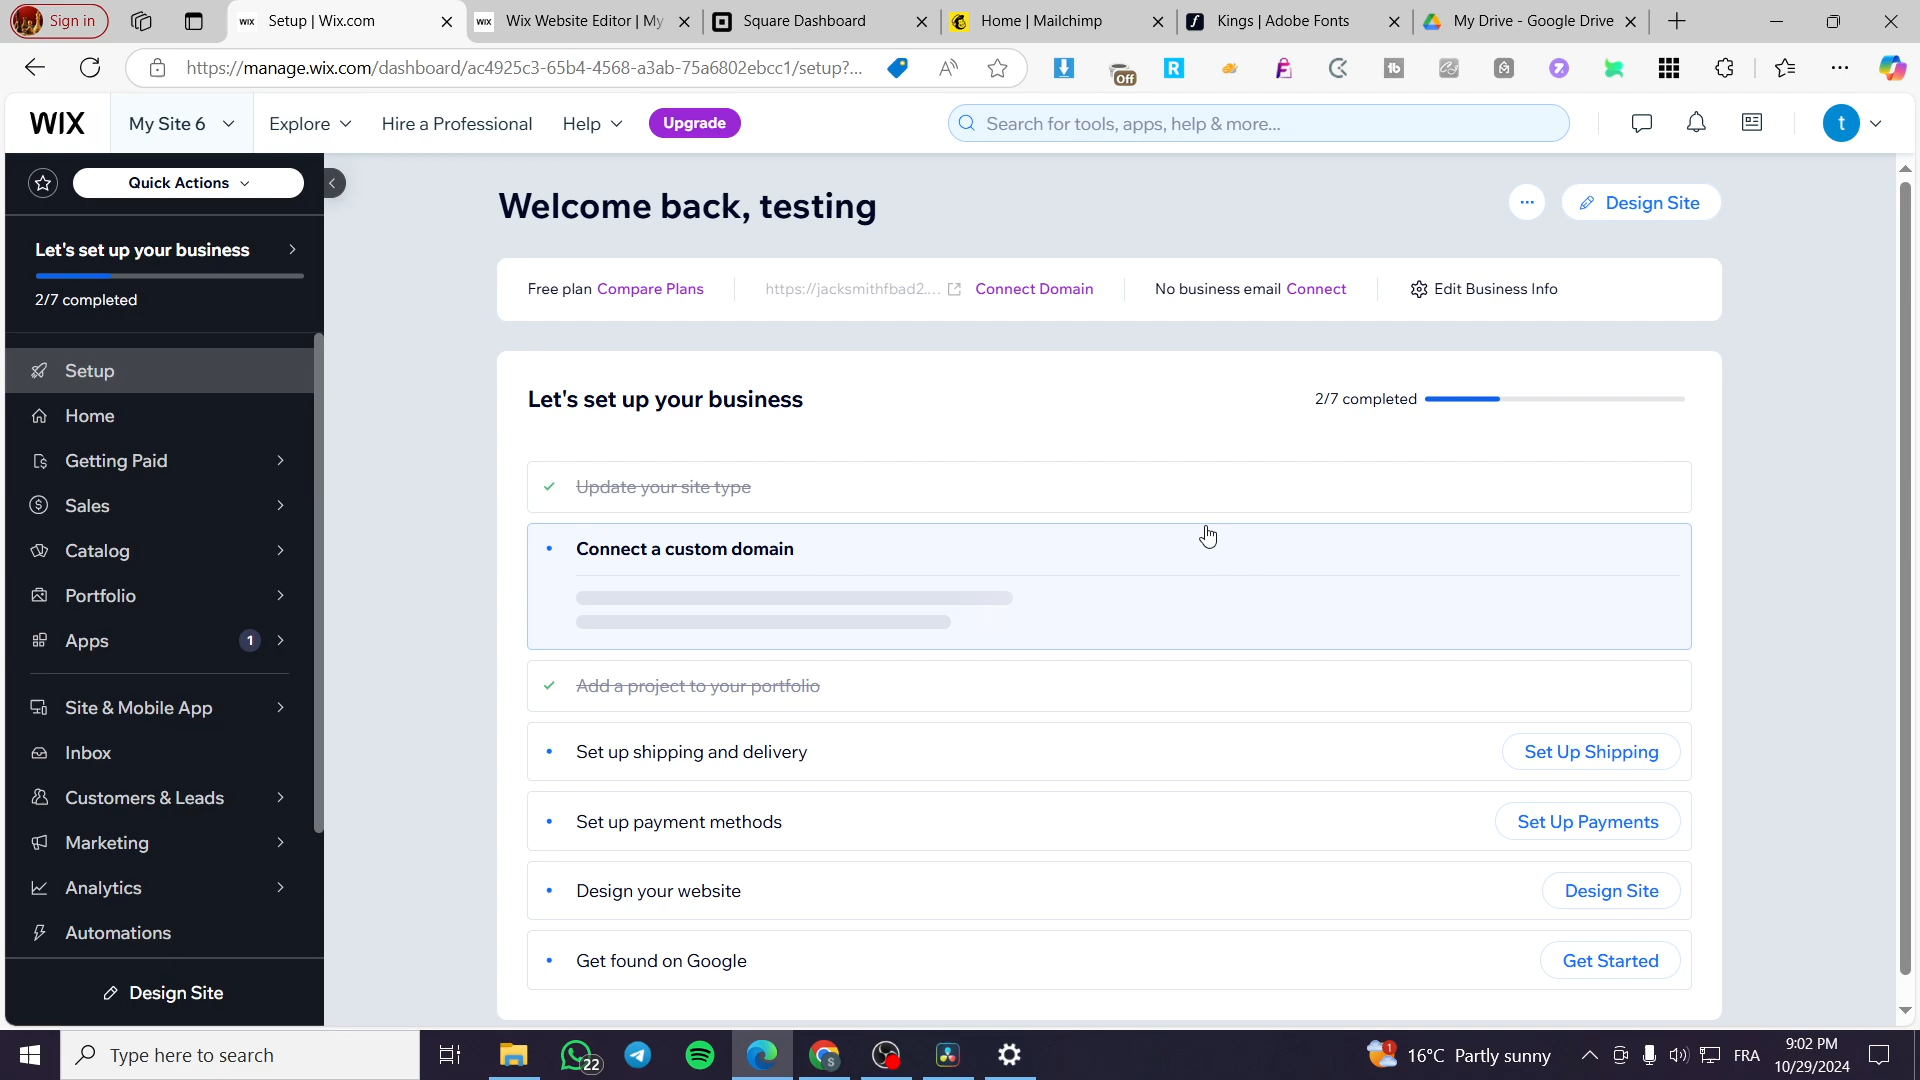 Sign in
Setup | Wix.com
Wix Website Editor | My
Square Dashboard
Home | Mailchimp
Kings | Adobe Fonts
My Drive - Google Drive
https://manage.wix.com/dashboard/ac4925c3-65b4-4568-a3ab-75a6802ebcc1/setup?...
WIX
My Site 6
Explore
Hire a Professional
Help
Upgrade
Search for tools, apps, help & more...
t
Quick Actions
Let's set up your business
2/7 completed
Setup
Home
Getting Paid
Sales
Catalog
Portfolio
Apps
1
Site & Mobile App
Inbox
Customers & Leads
Marketing
Analytics
Automations
Design Site
Welcome back, testing
Design Site
Free plan Compare Plans
https://jacksmithfbad2.... Connect Domain
No business email Connect
Edit Business Info
Let's set up your business
2/7 completed
Update your site type
Connect a custom domain
Add a project to your portfolio
Set up shipping and delivery
Set Up Shipping
Set up payment methods
Set Up Payments
Design your website
Design Site
Get found on Google
Get Started
Type here to search
22
16°C Partly sunny
FRA
9:02 PM
10/29/2024